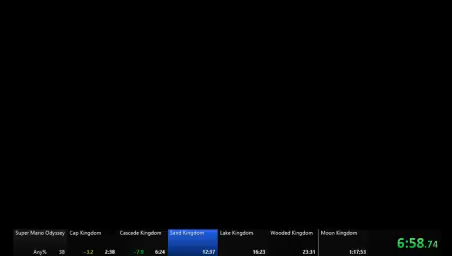 Super Mario Odyssey Cap Kingdom Cascade Kingdom Sand Kingdom Lake Kingdom Wooded Kingdom Moon Kingdom
Any% 38 -3.2 2:38 -7.9 6:24 12:37 16:23 23:31 1:17:53
6:58.74